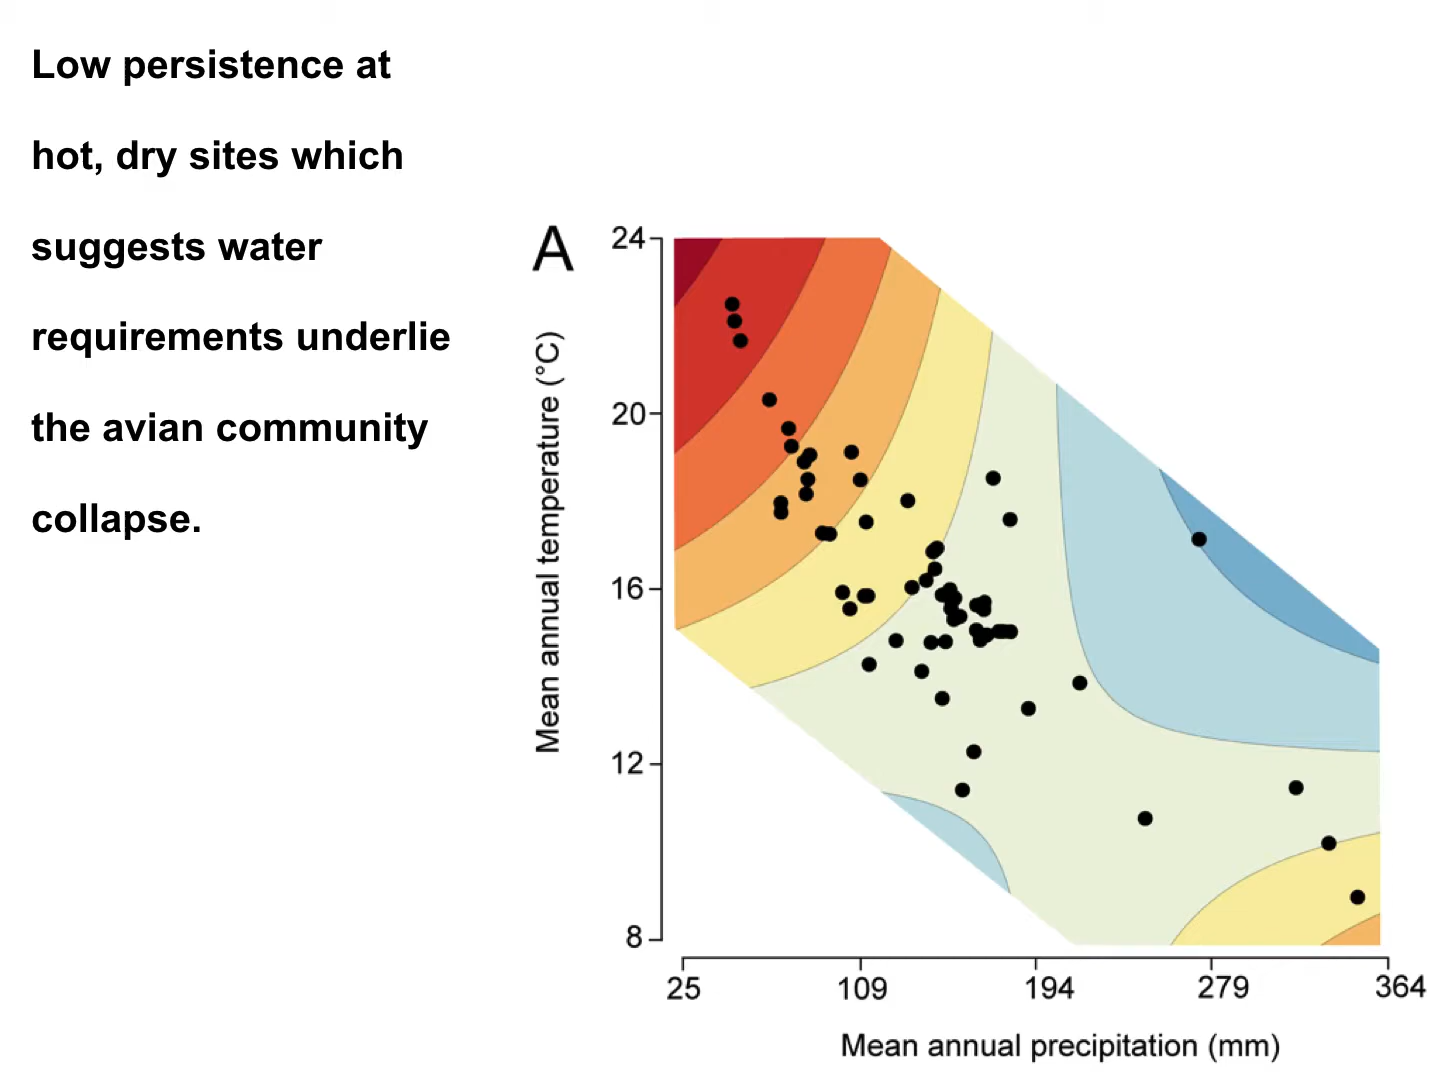 Low persistence at
hot, dry sites which
suggests water
requirements underlie
the avian community
collapse.
A
24
20
16
12
8
Mean annual temperature (°C)
25 109 194 279 364
Mean annual precipitation (mm)